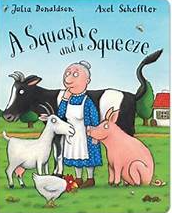 Julia Donaldson Axel Scheffler
A Squash
and a Squeeze